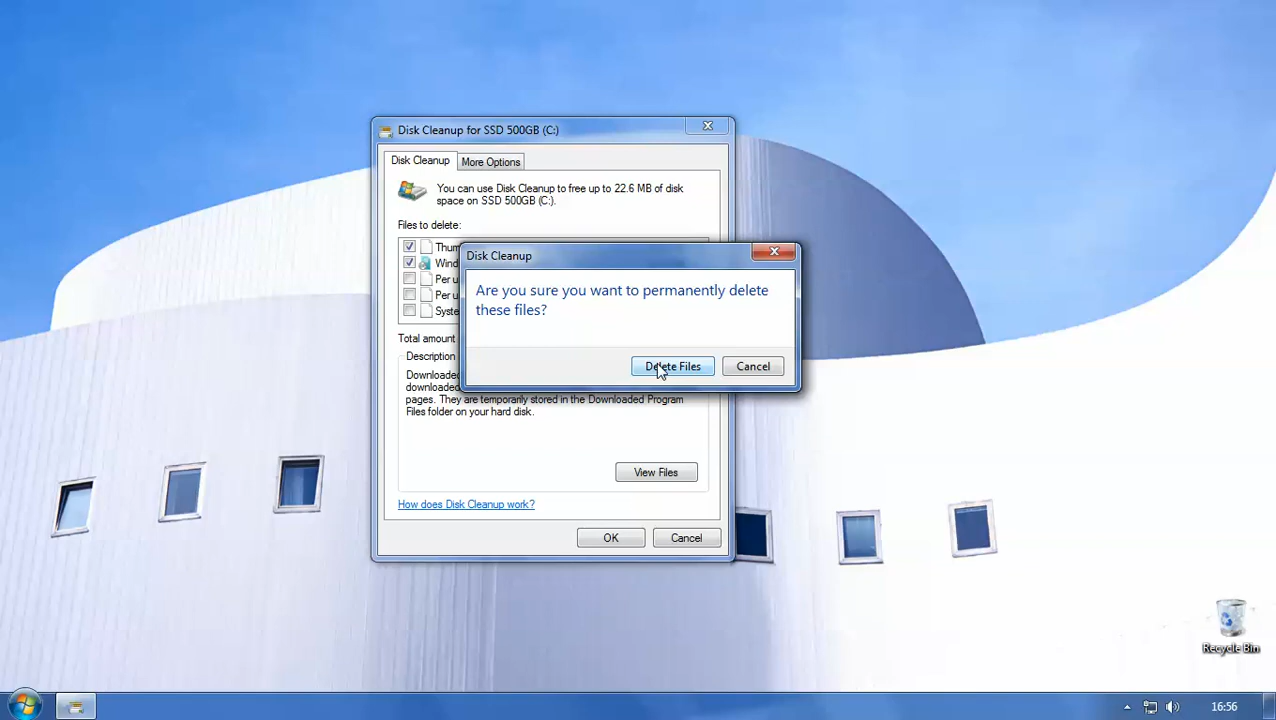 Disk Cleanup for SSD 500GB (C:)
Disk Cleanup
More Options
You can use Disk Cleanup to free up to 22.6 MB of disk
space on SSD 500GB (C:).
Files to delete:
Thum
Wind
Per u
Per u
Syste
Total amount
Description
Downloaded
downloaded
pages. They are temporarily stored in the Downloaded Program
Files folder on your hard disk.
View Files
How does Disk Cleanup work?
OK
Cancel
Disk Cleanup
Are you sure you want to permanently delete
these files?
Delete Files
Cancel
Recycle Bin
16:56